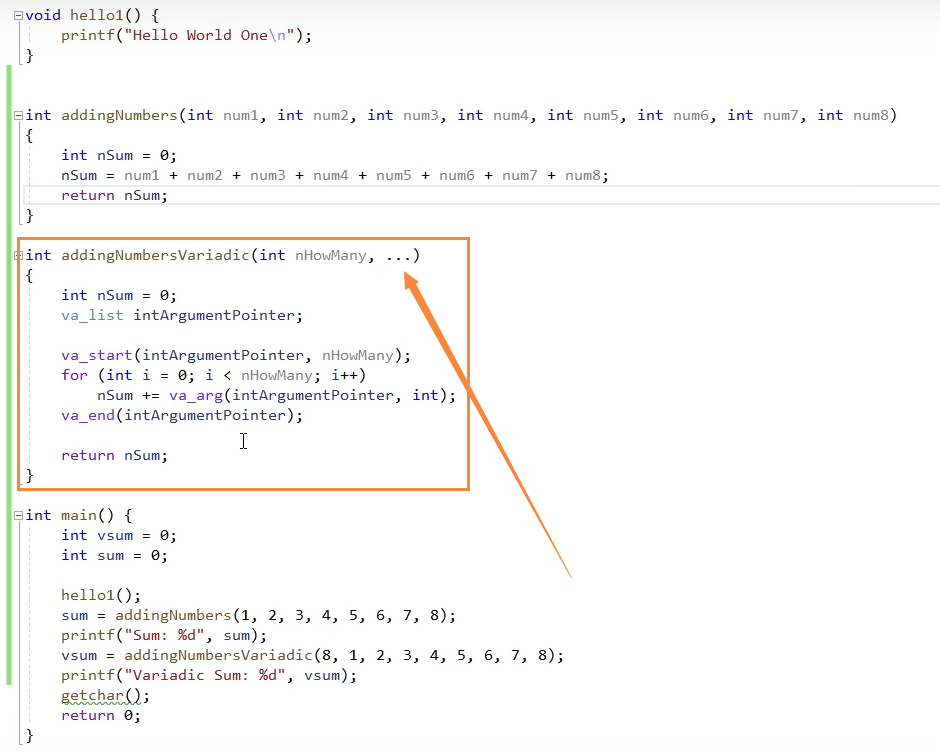 void hello1() {
printf("Hello World One\n");
}
int addingNumbers(int num1, int num2, int num3, int num4, int num5, int num6, int num7, int num8)
{
int nSum = 0;
nSum = num1 + num2 + num3 + num4 + num5 + num6 + num7 + num8;
return nSum;
}
int addingNumbersVariadic(int nHowMany, ...)
{
int nSum = 0;
va_list intArgumentPointer;
va_start(intArgumentPointer, nHowMany);
for (int i = 0; i < nHowMany; i++)
nSum += va_arg(intArgumentPointer, int);
va_end(intArgumentPointer);
return nSum;
}
int main() {
int vsum = 0;
int sum = 0;
hello1();
sum = addingNumbers(1, 2, 3, 4, 5, 6, 7, 8);
printf("Sum: %d", sum);
vsum = addingNumbersVariadic(8, 1, 2, 3, 4, 5, 6, 7, 8);
printf("Variadic Sum: %d", vsum);
getchar();
return 0;
}